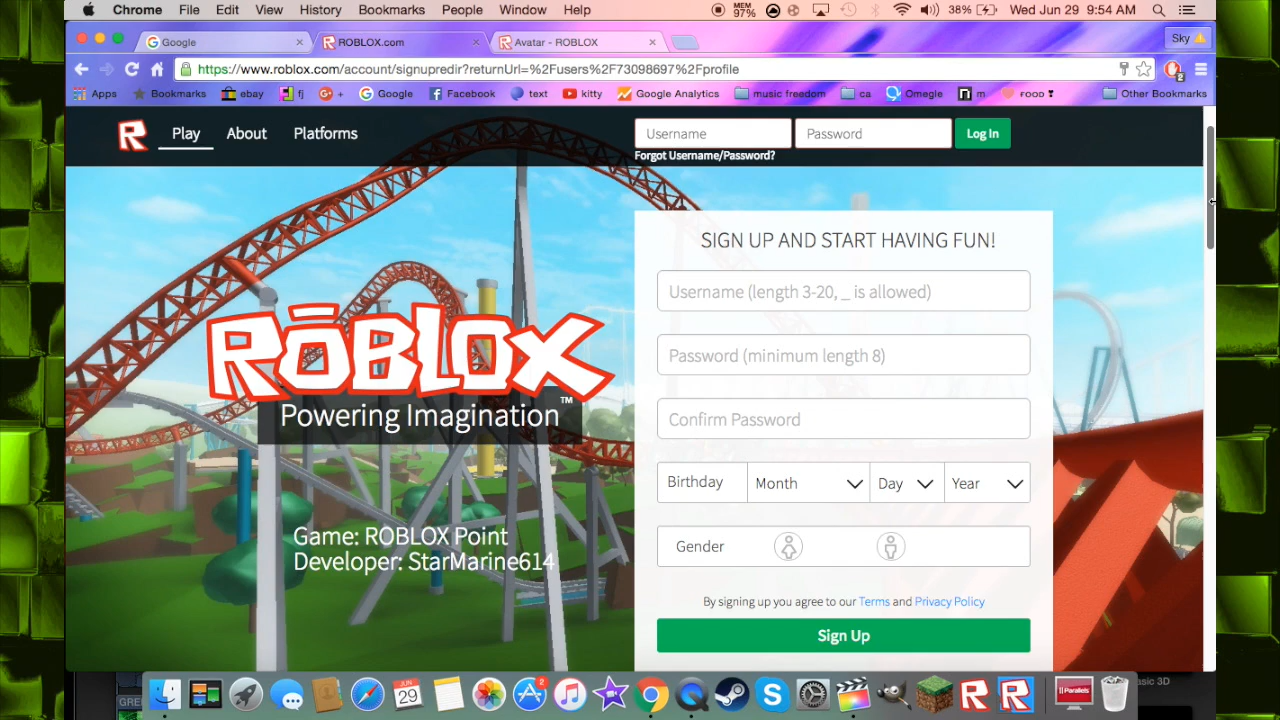 Chrome File Edit View History Bookmarks People Window Help MEM 97% 38% Wed Jun 29 9:54 AM
Google ROBLOX.com Avatar - ROBLOX Sky
https://www.roblox.com/account/signupredir?returnUrl=%2Fusers%2F73098697%2Fprofile
Apps Bookmarks ebay fj + Google Facebook text kitty Google Analytics music freedom ca Omegle m Other Bookmarks
Play About Platforms Username Password Log In
Forgot Username/Password?
SIGN UP AND START HAVING FUN!
Username (length 3-20, _ is allowed)
RŌBLOX
Password (minimum length 8)
Powering Imagination™
Confirm Password
Birthday Month Day Year
Game: ROBLOX Point
Developer: StarMarine614
Gender
By signing up you agree to our Terms and Privacy Policy
Sign Up
JUN
29
2
Parallels